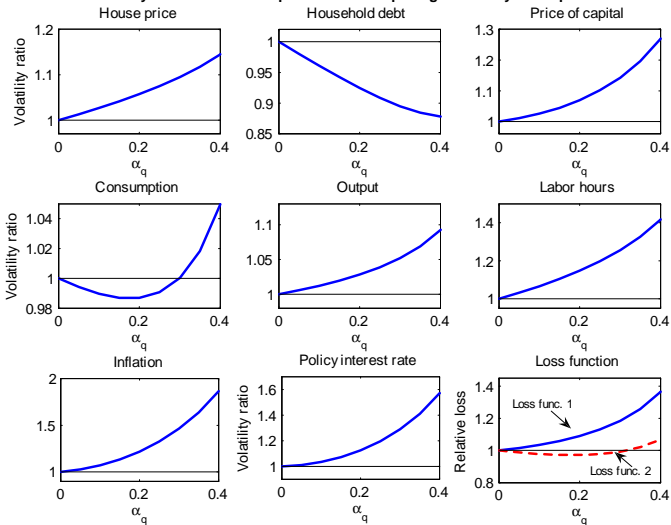 House price
Household debt
Price of capital
Volatility ratio
1.2
1.1
1
0
0.2
0.4
α_q
1
0.95
0.9
0.85
0
0.2
0.4
α_q
1.3
1.2
1.1
1
0
0.2
0.4
α_q
Consumption
Output
Labor hours
Volatility ratio
1.04
1.02
1
0.98
0
0.2
0.4
α_q
1.1
1.05
1
0
0.2
0.4
α_q
1.4
1.2
1
0
0.2
0.4
α_q
Inflation
Policy interest rate
Loss function
2
1.5
1
0
0.2
0.4
α_q
Volatility ratio
1.6
1.4
1.2
1
0
0.2
0.4
α_q
Relative loss
1.4
1.2
1
0.8
Loss func. 1
Loss func. 2
0
0.2
0.4
α_q